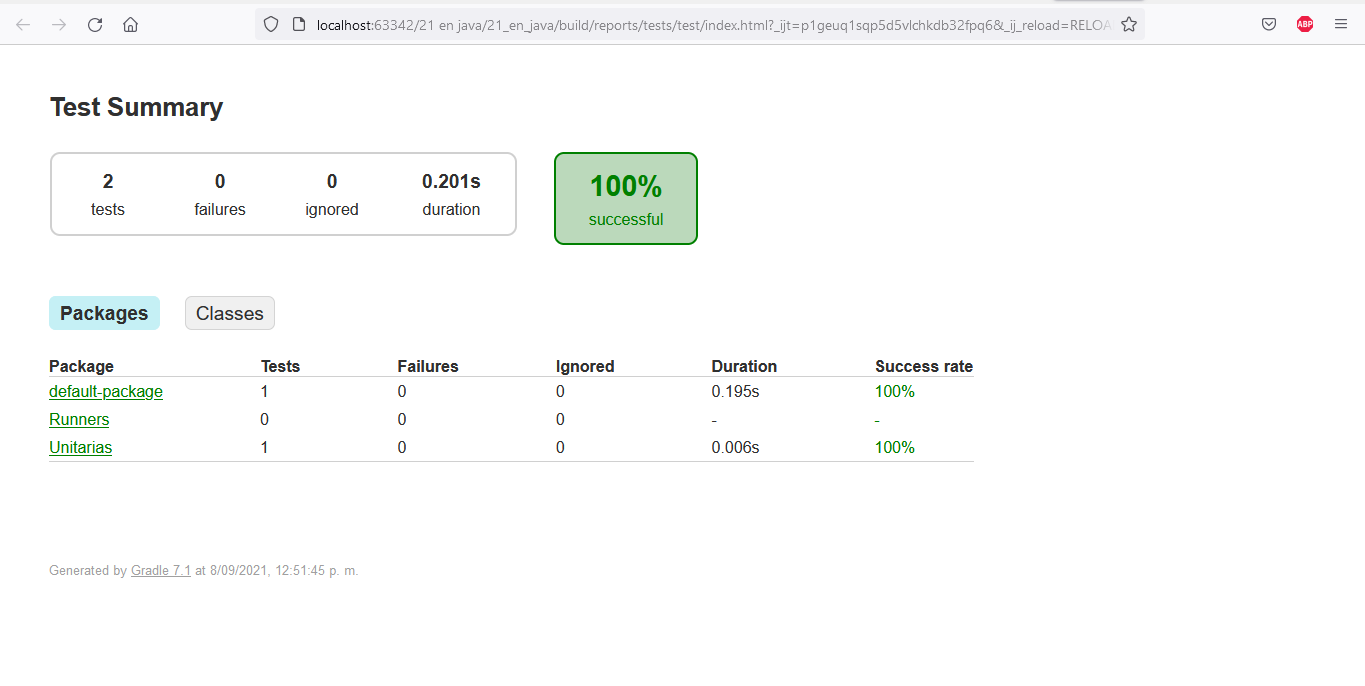 localhost:63342/21 en java/21_en_java/build/reports/tests/test/index.html?_ijt=p1geuq1sqp5d5vlchkdb32fpq6&_ij_reload=RELOA
ABP
Test Summary
2 0 0 0.201s
tests failures ignored duration
100%
successful
Packages Classes
Package Tests Failures Ignored Duration Success rate
default-package 1 0 0 0.195s 100%
Runners 0 0 0 - -
Unitarias 1 0 0 0.006s 100%
Generated by Gradle 7.1 at 8/09/2021, 12:51:45 p. m.